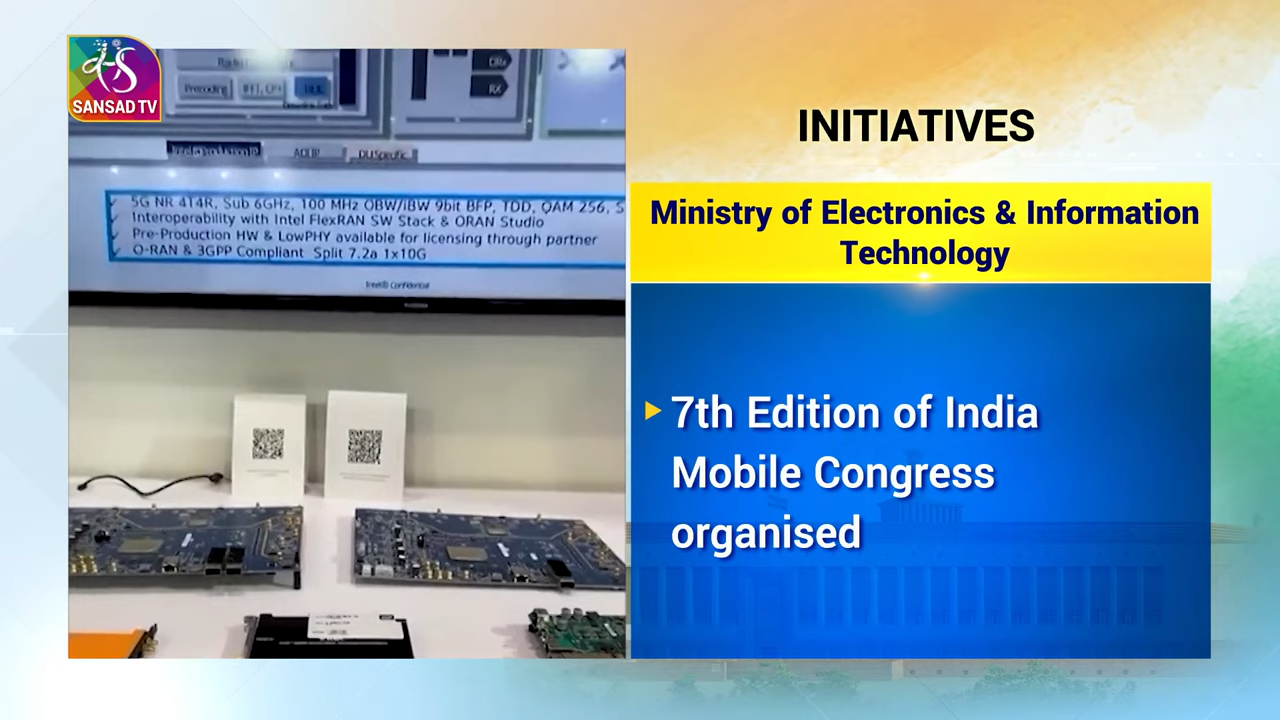 SANSAD TV
Precoding
RX
5G NR 4T4R, Sub 6GHz, 100 MHz OBW/iBW 9bit BFP, TDD, QAM 256, S
Interoperability with Intel FlexRAN SW Stack & ORAN Studio
Pre-Production HW & LowPHY available for licensing through partner
O-RAN & 3GPP Compliant Split 7.2a 1x10G
Confidential
INITIATIVES
Ministry of Electronics & Information
Technology
7th Edition of India
Mobile Congress
organised